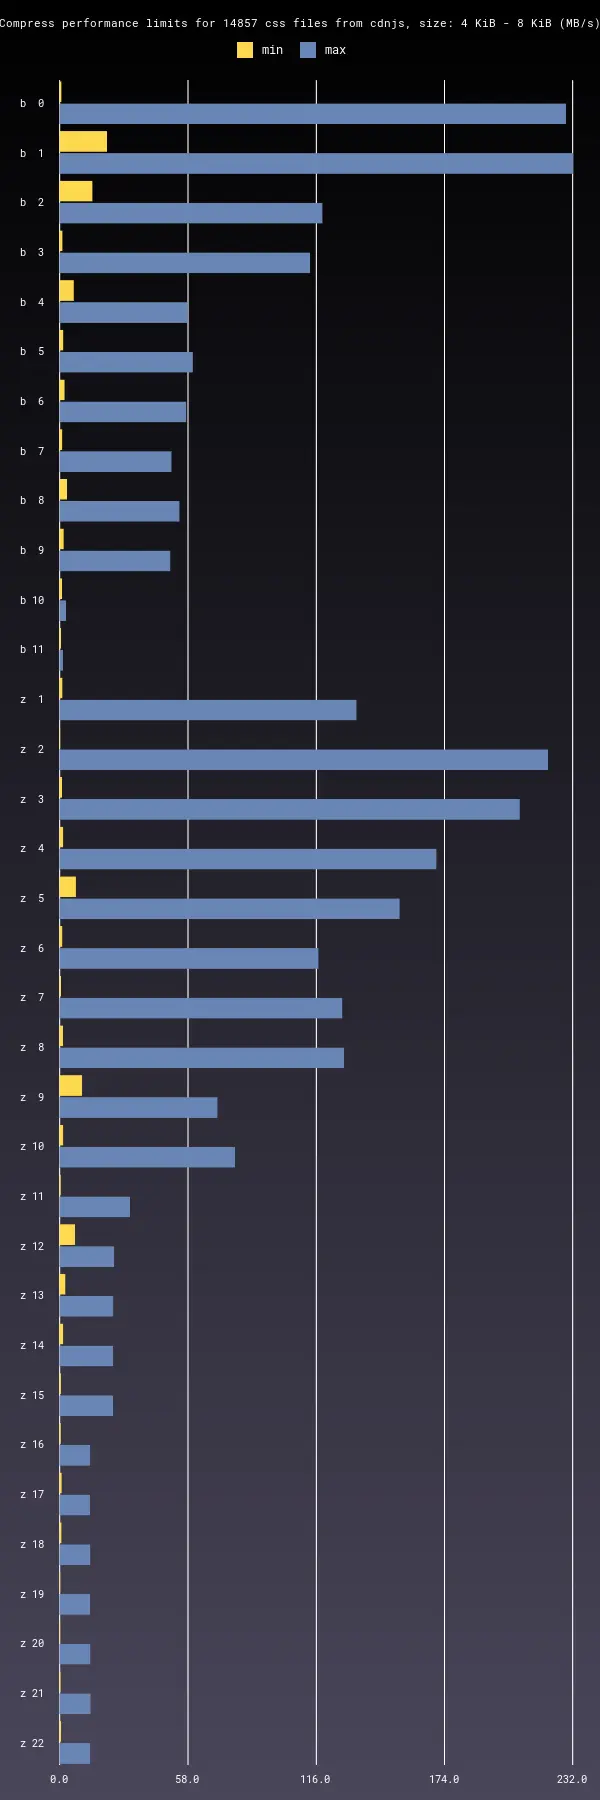 Compress performance limits for 14857 css files from cdnjs, size: 4 KiB - 8 KiB (MB/s)
min max
b 0
b 1
b 2
b 3
b 4
b 5
b 6
b 7
b 8
b 9
b 10
b 11
z 1
z 2
z 3
z 4
z 5
z 6
z 7
z 8
z 9
z 10
z 11
z 12
z 13
z 14
z 15
z 16
z 17
z 18
z 19
z 20
z 21
z 22
0.0 58.0 116.0 174.0 232.0